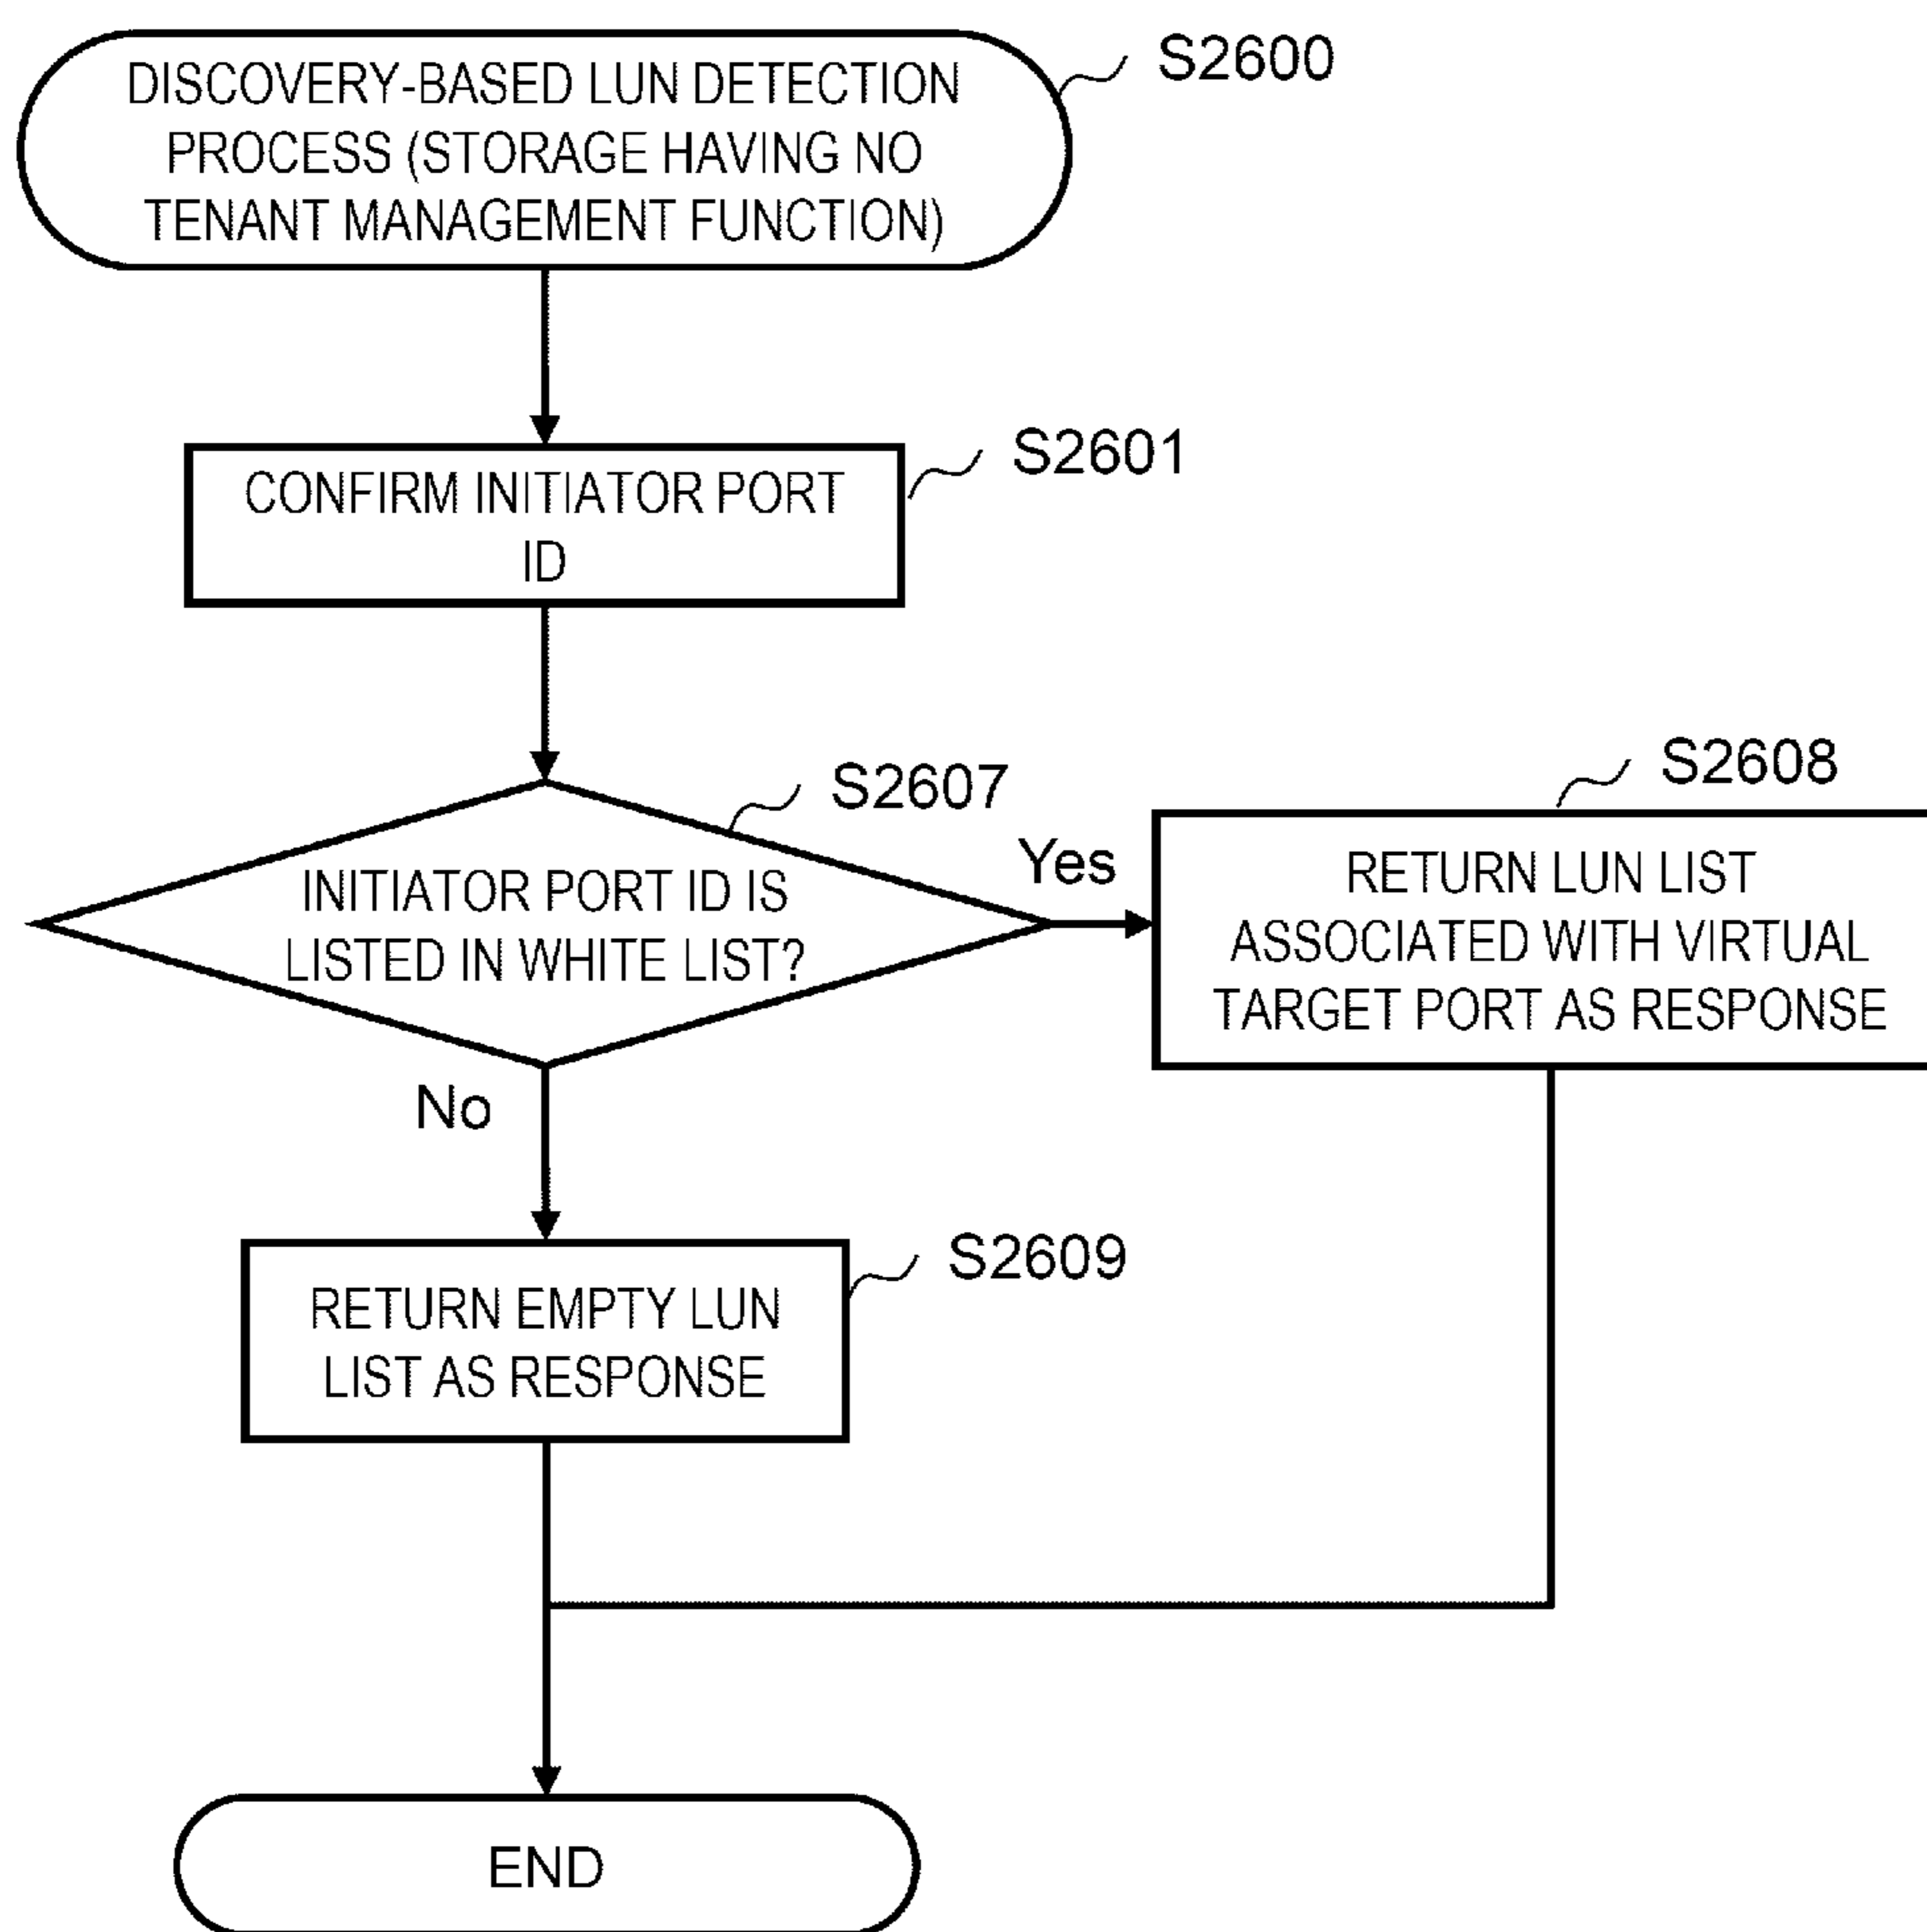 DISCOVERY-BASED LUN DETECTION
PROCESS (STORAGE HAVING NO
TENANT MANAGEMENT FUNCTION)
S2600
CONFIRM INITIATOR PORT
ID
S2601
INITIATOR PORT ID IS
LISTED IN WHITE LIST?
S2607
Yes
S2608
RETURN LUN LIST
ASSOCIATED WITH VIRTUAL
TARGET PORT AS RESPONSE
No
S2609
RETURN EMPTY LUN
LIST AS RESPONSE
END